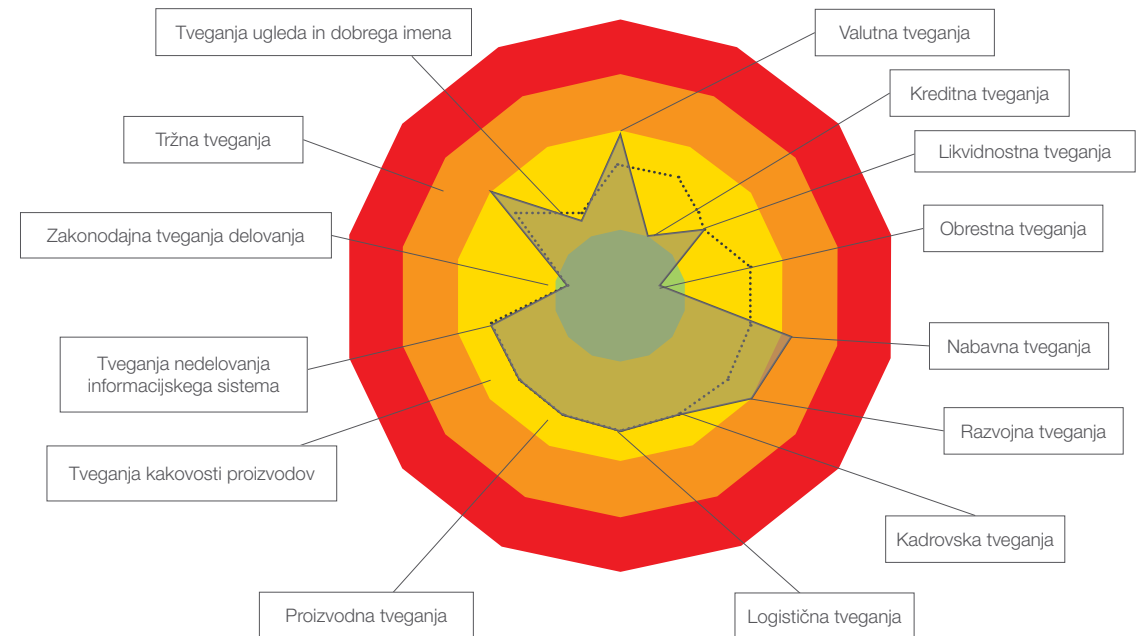 Tveganja ugleda in dobrega imena
Valutna tveganja
Kreditna tveganja
Tržna tveganja
Likvidnostna tveganja
Zakonodajna tveganja delovanja
Obrestna tveganja
Tveganja nedelovanja
informacijskega sistema
Nabavna tveganja
Razvojna tveganja
Tveganja kakovosti proizvodov
Kadrovska tveganja
Proizvodna tveganja
Logistična tveganja